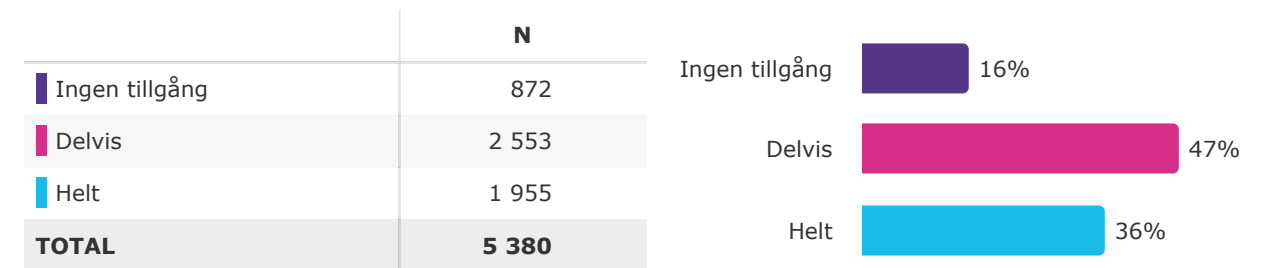 N
Ingen tillgång 872
Delvis 2 553
Helt 1 955
TOTAL 5 380
Ingen tillgång 16%
Delvis 47%
Helt 36%